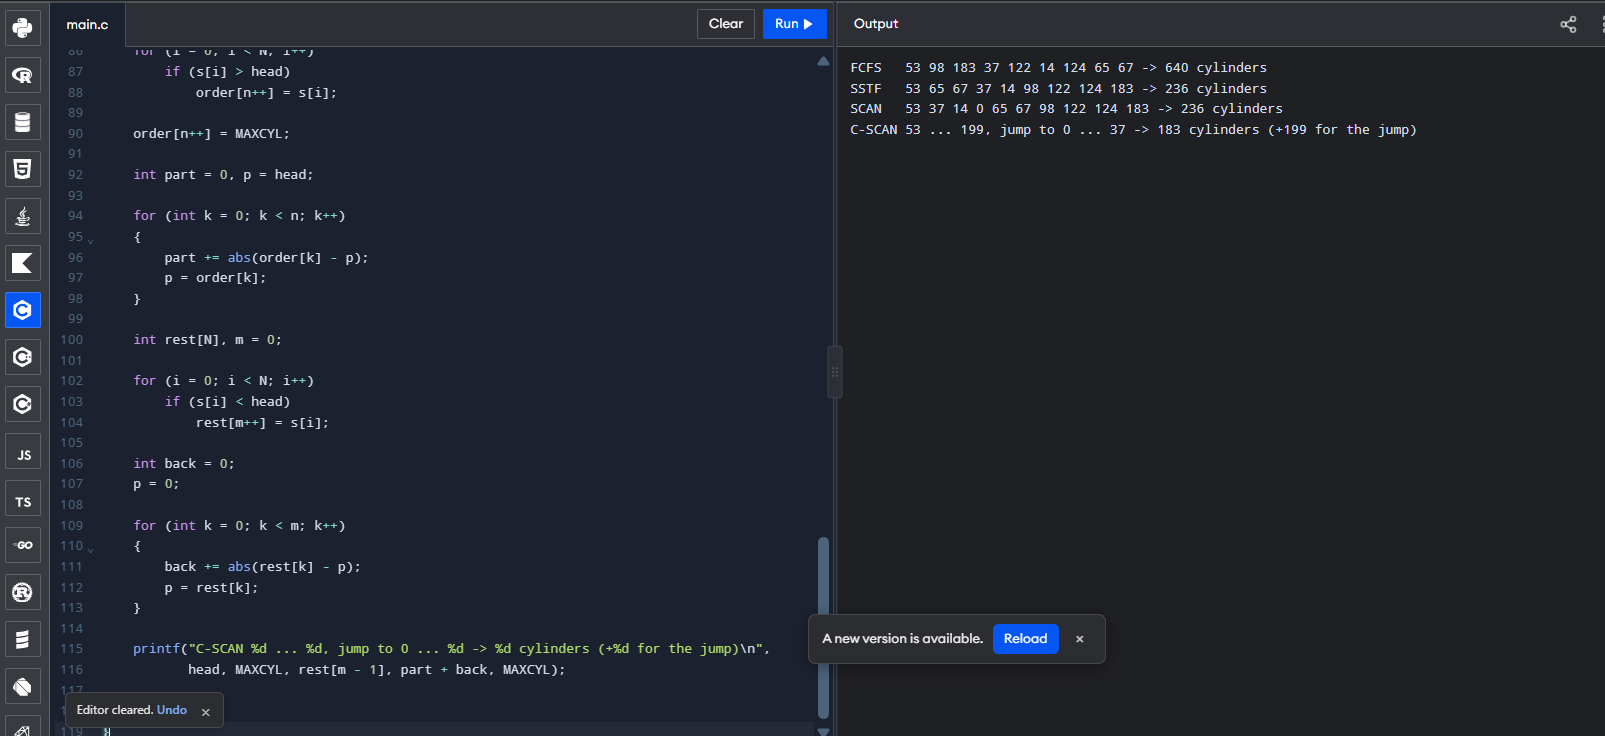 main.c
Clear
Run
Output
86 for (i = 0; i < N; i++)
87 if (s[i] > head)
88 order[n++] = s[i];
89
90 order[n++] = MAXCYL;
91
92 int part = 0, p = head;
93
94 for (int k = 0; k < n; k++)
95 {
96 part += abs(order[k] - p);
97 p = order[k];
98 }
99
100 int rest[N], m = 0;
101
102 for (i = 0; i < N; i++)
103 if (s[i] < head)
104 rest[m++] = s[i];
105
106 int back = 0;
107 p = 0;
108
109 for (int k = 0; k < m; k++)
110 {
111 back += abs(rest[k] - p);
112 p = rest[k];
113 }
114
115 printf("C-SCAN %d ... %d, jump to 0 ... %d -> %d cylinders (+%d for the jump)\n",
116 head, MAXCYL, rest[m - 1], part + back, MAXCYL);
117
119 }
Editor cleared. Undo ×
FCFS 53 98 183 37 122 14 124 65 67 -> 640 cylinders
SSTF 53 65 67 37 14 98 122 124 183 -> 236 cylinders
SCAN 53 37 14 0 65 67 98 122 124 183 -> 236 cylinders
C-SCAN 53 ... 199, jump to 0 ... 37 -> 183 cylinders (+199 for the jump)
A new version is available. Reload ×
R
5
C
C
C
JS
TS
GO
R